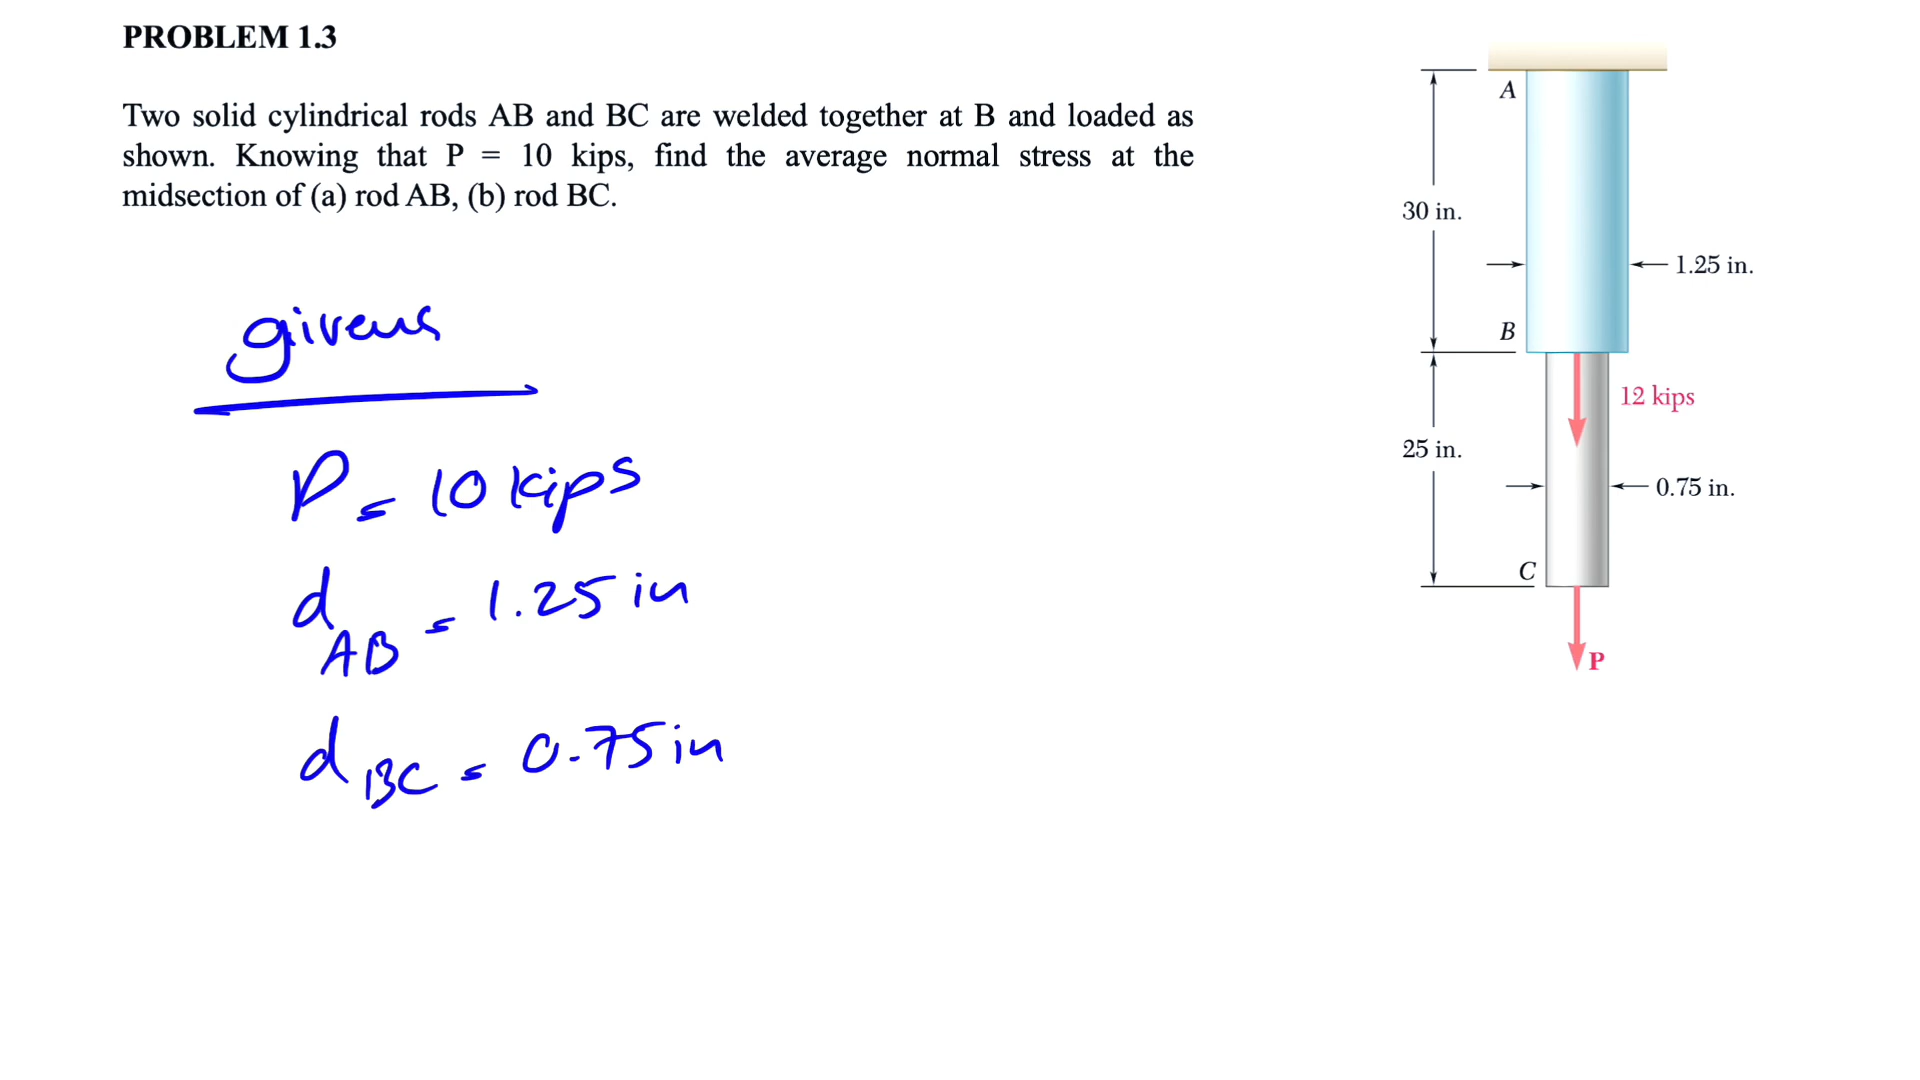 PROBLEM 1.3
Two solid cylindrical rods AB and BC are welded together at B and loaded as
shown. Knowing that P = 10 kips, find the average normal stress at the
midsection of (a) rod AB, (b) rod BC.
givens
P = 10 kips
d AB = 1.25 in
d BC = 0.75 in
A
30 in.
1.25 in.
B
12 kips
25 in.
0.75 in.
C
P